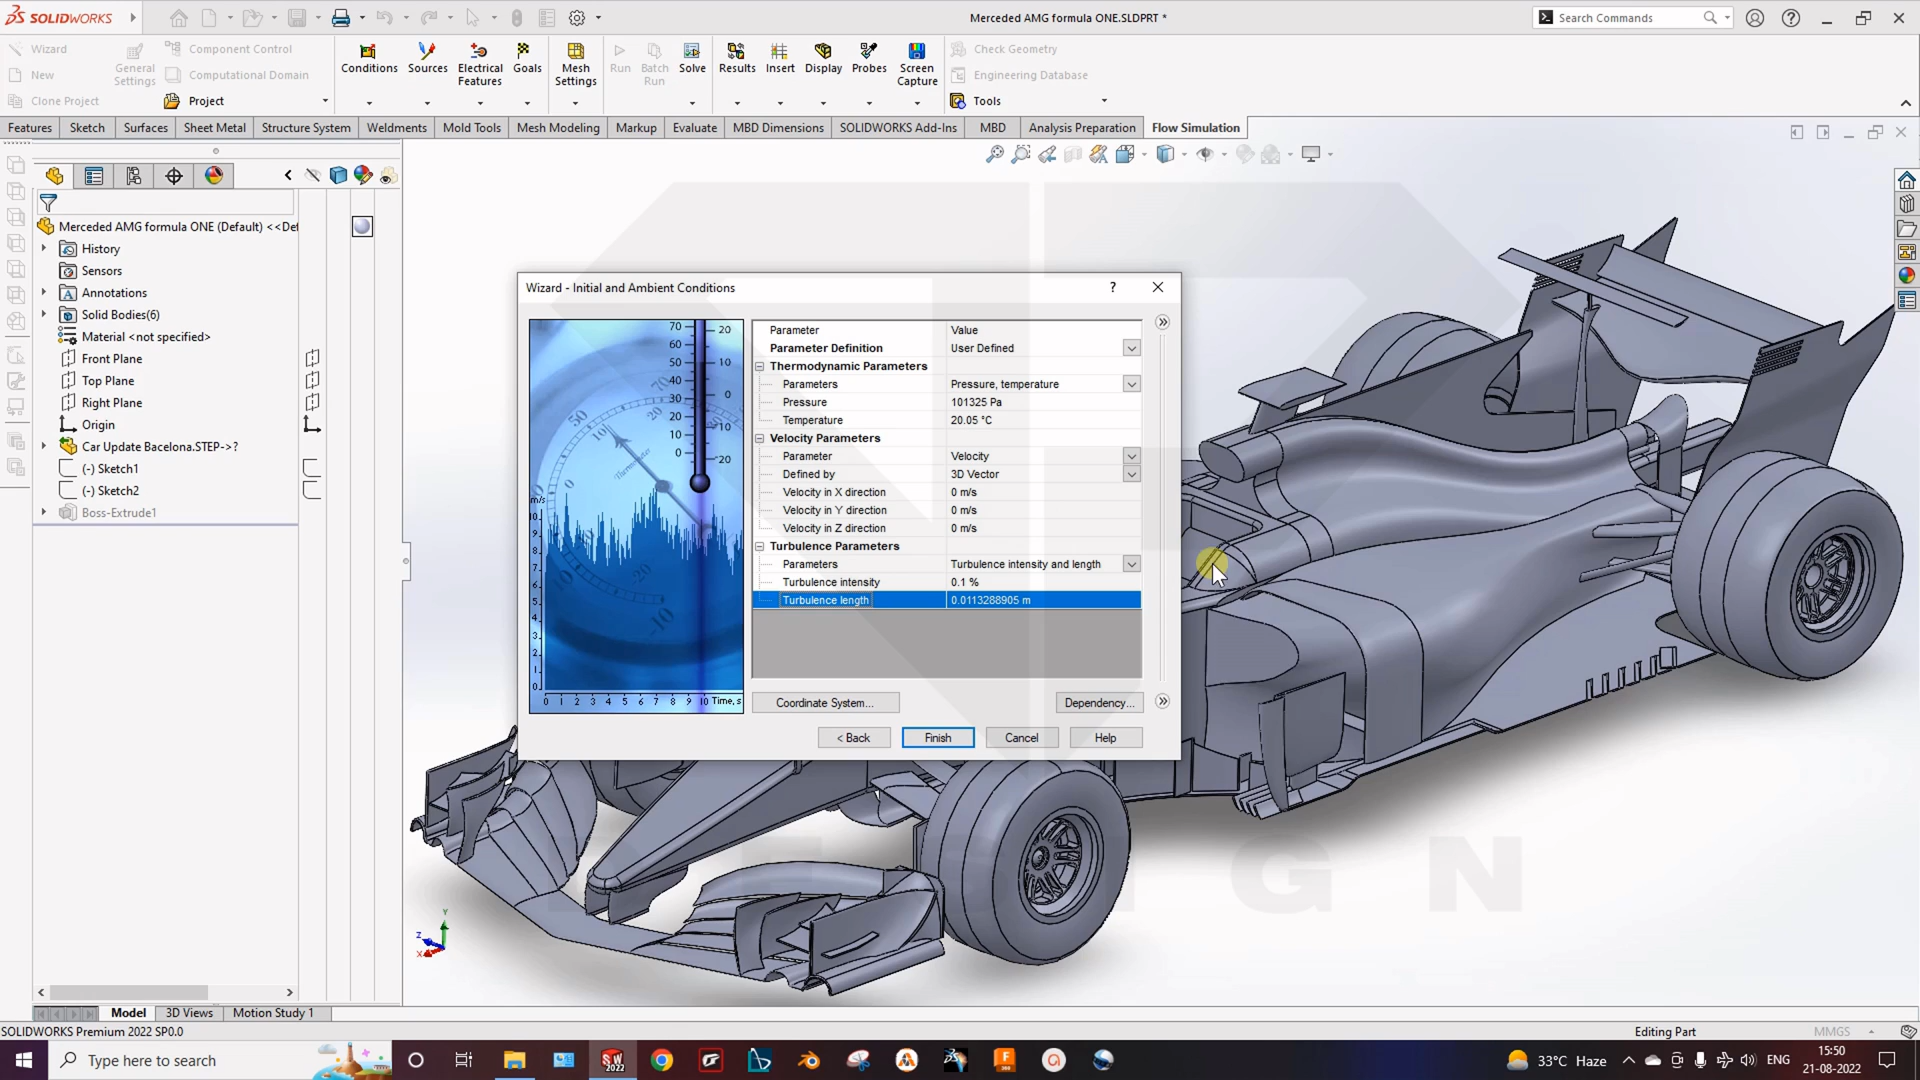 SOLIDWORKS
Merceded AMG formula ONE.SLDPRT *
Search Commands
Wizard
New
Clone Project
General
Settings
Component Control
Computational Domain
Project
Conditions
Sources
Electrical
Features
Goals
Mesh
Settings
Run
Batch
Run
Solve
Results
Insert
Display
Probes
Screen
Capture
Check Geometry
Engineering Database
Tools
Features
Sketch
Surfaces
Sheet Metal
Structure System
Weldments
Mold Tools
Mesh Modeling
Markup
Evaluate
MBD Dimensions
SOLIDWORKS Add-Ins
MBD
Analysis Preparation
Flow Simulation
Merceded AMG formula ONE (Default) <<Def
History
Sensors
Annotations
Solid Bodies(6)
Material <not specified>
Front Plane
Top Plane
Right Plane
Origin
Car Update Bacelona.STEP->?
(-) Sketch1
(-) Sketch2
Boss-Extrude1
Wizard - Initial and Ambient Conditions
Parameter Value
Parameter Definition User Defined
Thermodynamic Parameters
Parameters Pressure, temperature
Pressure 101325 Pa
Temperature 20.05 °C
Velocity Parameters
Parameter Velocity
Defined by 3D Vector
Velocity in X direction 0 m/s
Velocity in Y direction 0 m/s
Velocity in Z direction 0 m/s
Turbulence Parameters
Parameters Turbulence intensity and length
Turbulence intensity 0.1 %
Turbulence length 0.0113288905 m
Coordinate System...
Dependency...
< Back
Finish
Cancel
Help
Model
3D Views
Motion Study 1
SOLIDWORKS Premium 2022 SP0.0
Editing Part
MMGS
Type here to search
33°C Haze
ENG
15:50
21-08-2022